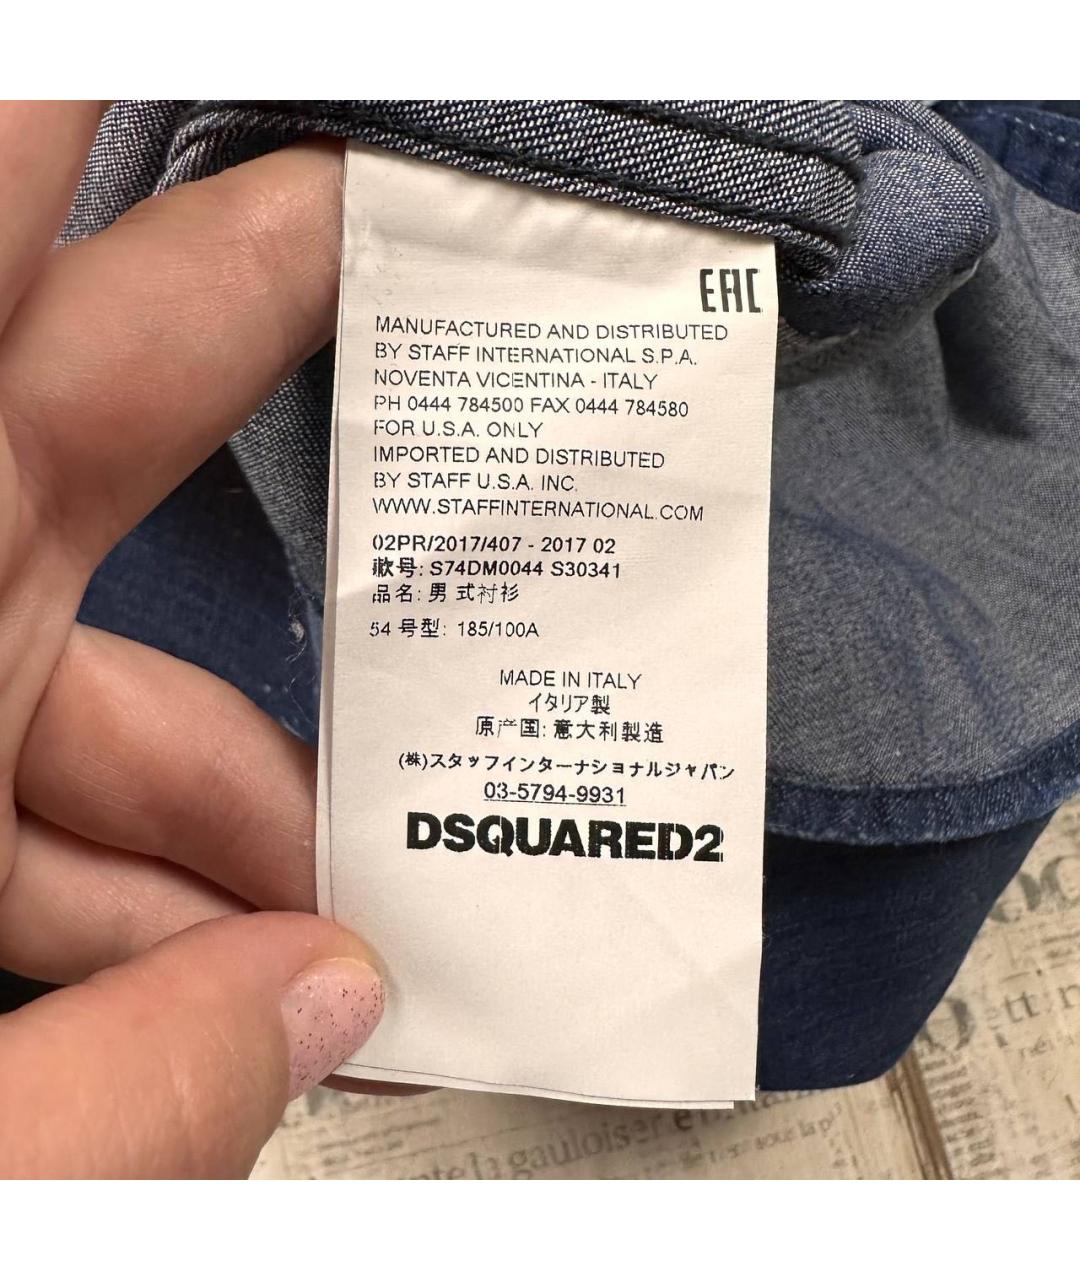 EAC
MANUFACTURED AND DISTRIBUTED
BY STAFF INTERNATIONAL S.P.A.
NOVENTA VICENTINA - ITALY
PH 0444 784500 FAX 0444 784580
FOR U.S.A. ONLY
IMPORTED AND DISTRIBUTED
BY STAFF U.S.A. INC.
WWW.STAFFINTERNATIONAL.COM
02PR/2017/407 - 2017 02
款号: S74DM0044 S30341
品名: 男式衬衫
54 号型: 185/100A
MADE IN ITALY
イタリア製
原产国: 意大利製造
(株)スタッフインターナショナルジャパン
03-5794-9931
DSQUARED2
gauloiser